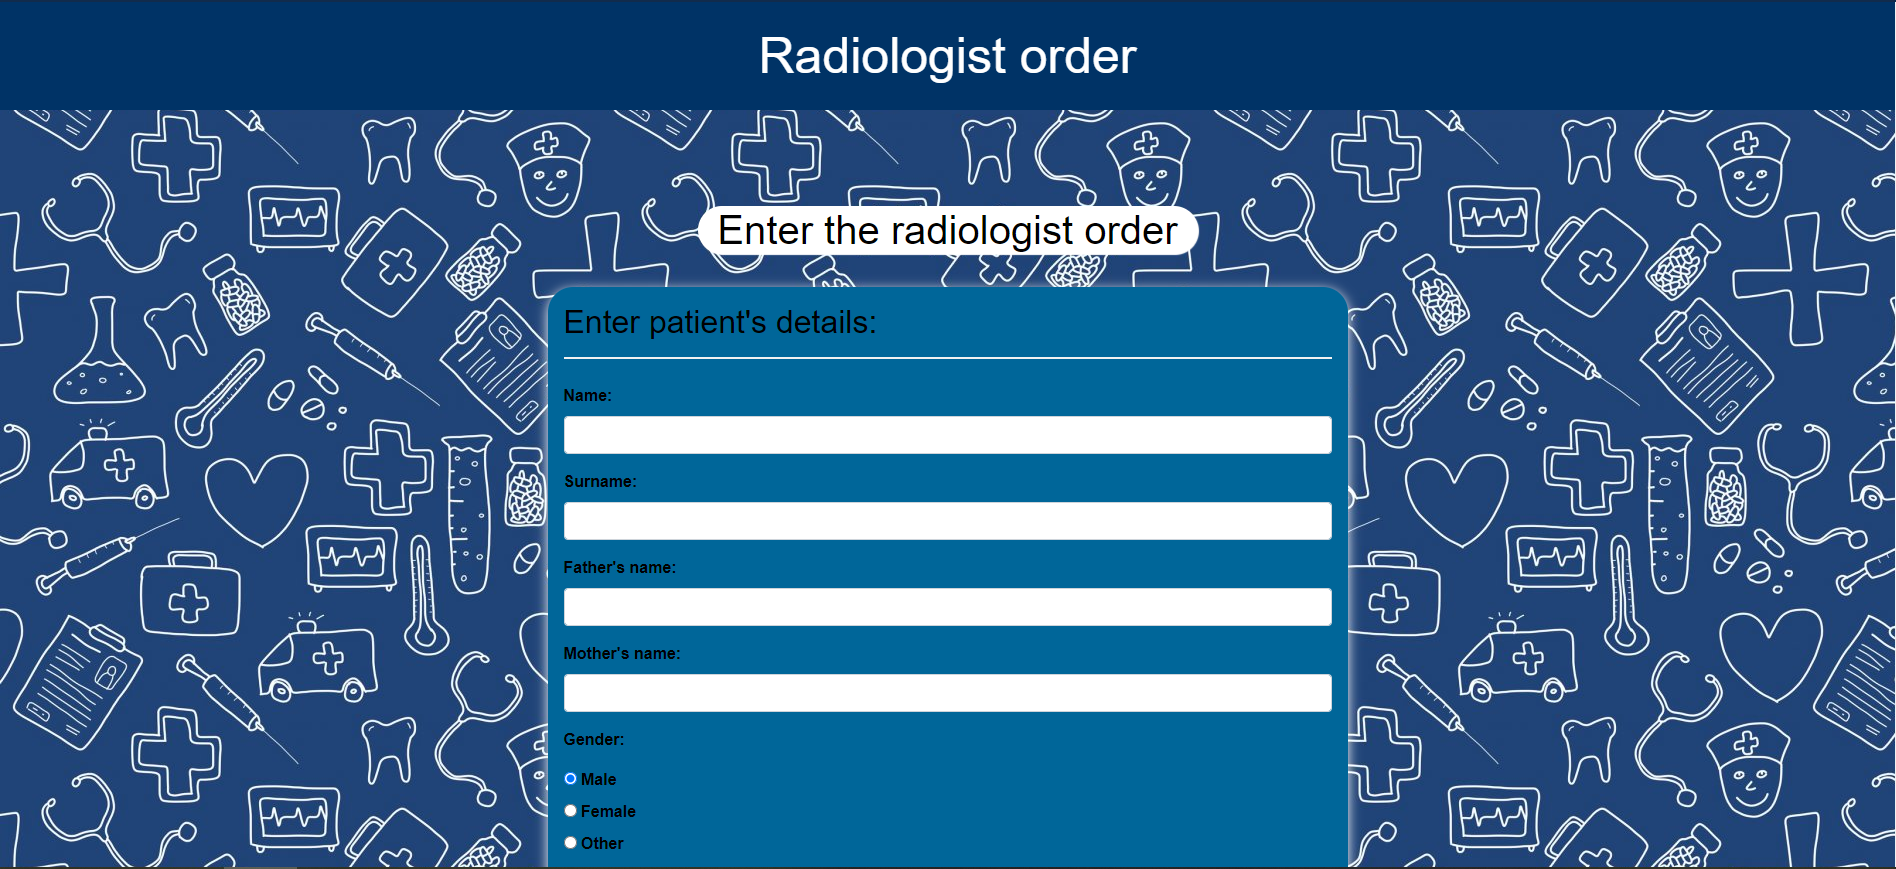 Radiologist order
Enter the radiologist order
Enter patient's details:
Name:
Surname:
Father's name:
Mother's name:
Gender:
Male
Female
Other